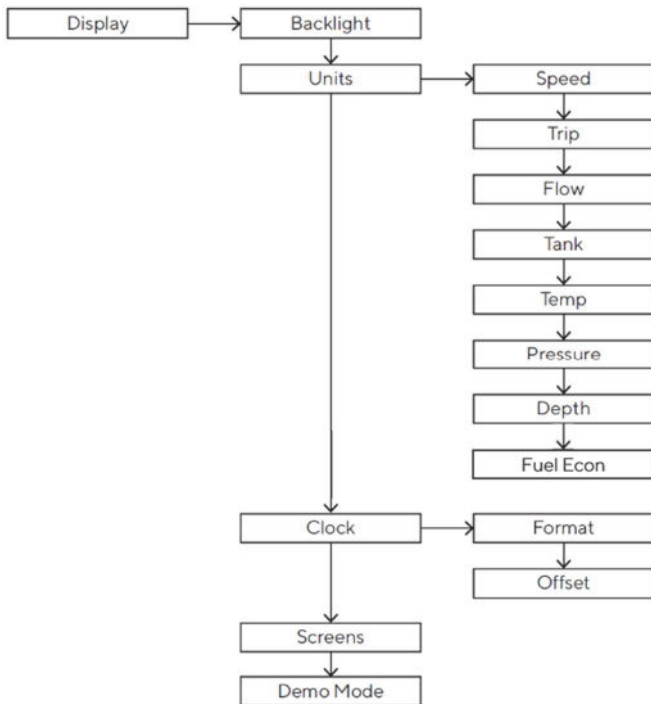 Display
Backlight
Units
Speed
Trip
Flow
Tank
Temp
Pressure
Depth
Fuel Econ
Clock
Format
Offset
Screens
Demo Mode